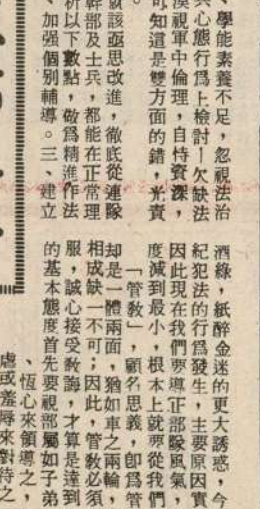 、學能素養不足，忽視法治
心態行爲上檢討！欠缺法
漠視軍中倫理，自恃資深，
可知道是雙方面的錯，光責
就該亟思改進，徹底從連隊
幹部及士兵，都能在正常理
析以下數點，做爲精進作法
、加强個別輔導。三、建立
酒綠，紙醉金迷的更大誘惑，今
紀犯法的行爲發生，主要原因實
因此現在我們要導正部隊風氣，
度減到最小，根本上就要從我們
「管教」，顧名思義，即爲管
却是一體兩面，猶如車之兩輪，
相成缺一不可；因此，管教必須
服，誠心接受教誨，才算是達到
的基本態度首先要視部屬如子弟
、恆心來領導之，
虐或羞辱來對待之